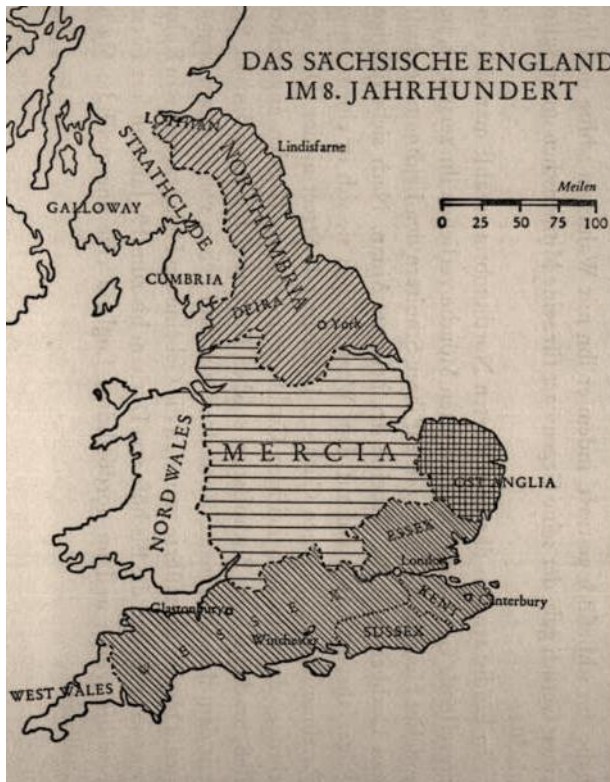 DAS SÄCHSISCHE ENGLAND
IM 8. JAHRHUNDERT
LOTHIAN
Lindisfarne
STRATHCLYDE
NORTHUMBRIA
Meilen
0 25 50 75 100
GALLOWAY
CUMBRIA
DEIRA
York
MERCIA
NORD WALES
OST ANGLIA
ESSEX
London
KENT
Canterbury
Glastonbury
WESSEX
Winchester
SUSSEX
WEST WALES